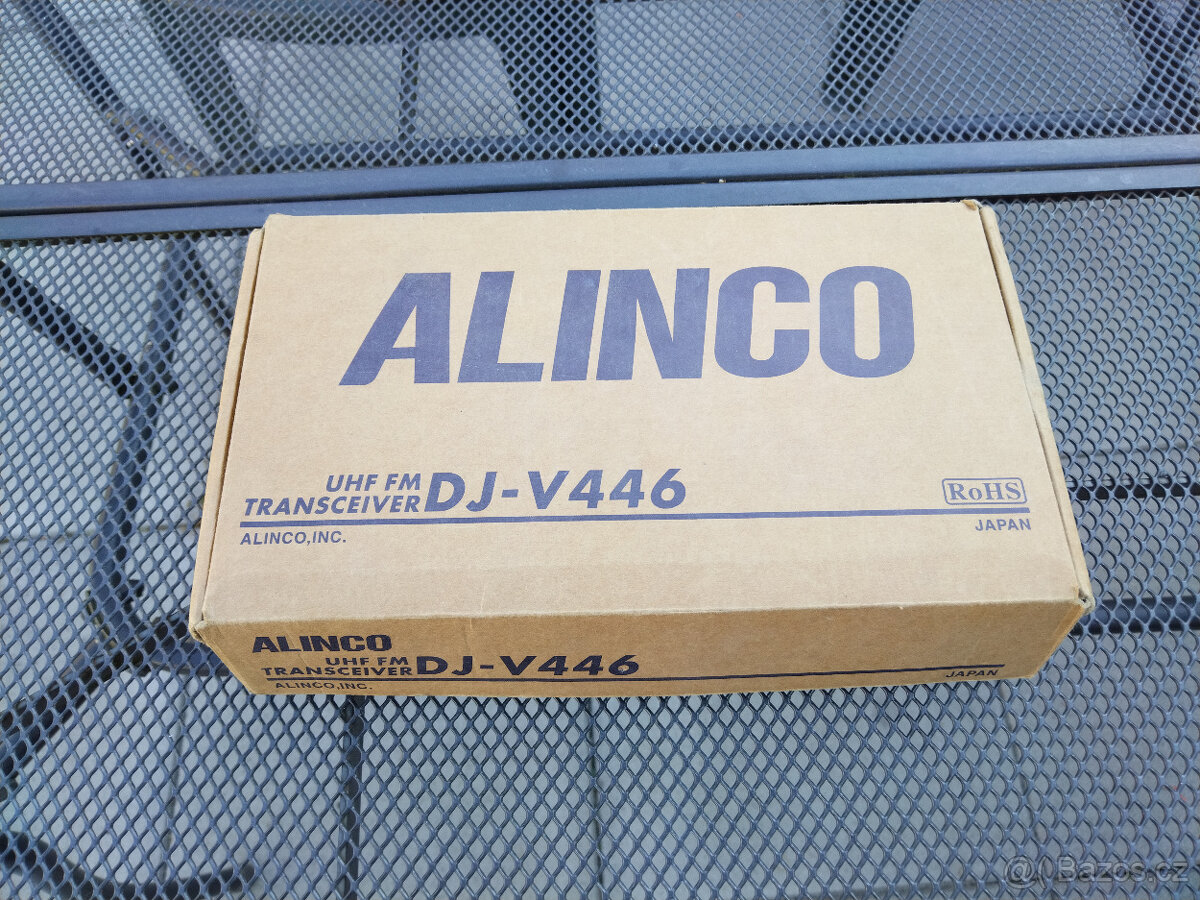 ALINCO
UHF FM
TRANSCEIVER DJ-V446
RoHS
ALINCO,INC.
JAPAN
ALINCO
UHF FM
TRANSCEIVER DJ-V446
ALINCO,INC.
JAPAN
@ Bazos.cz